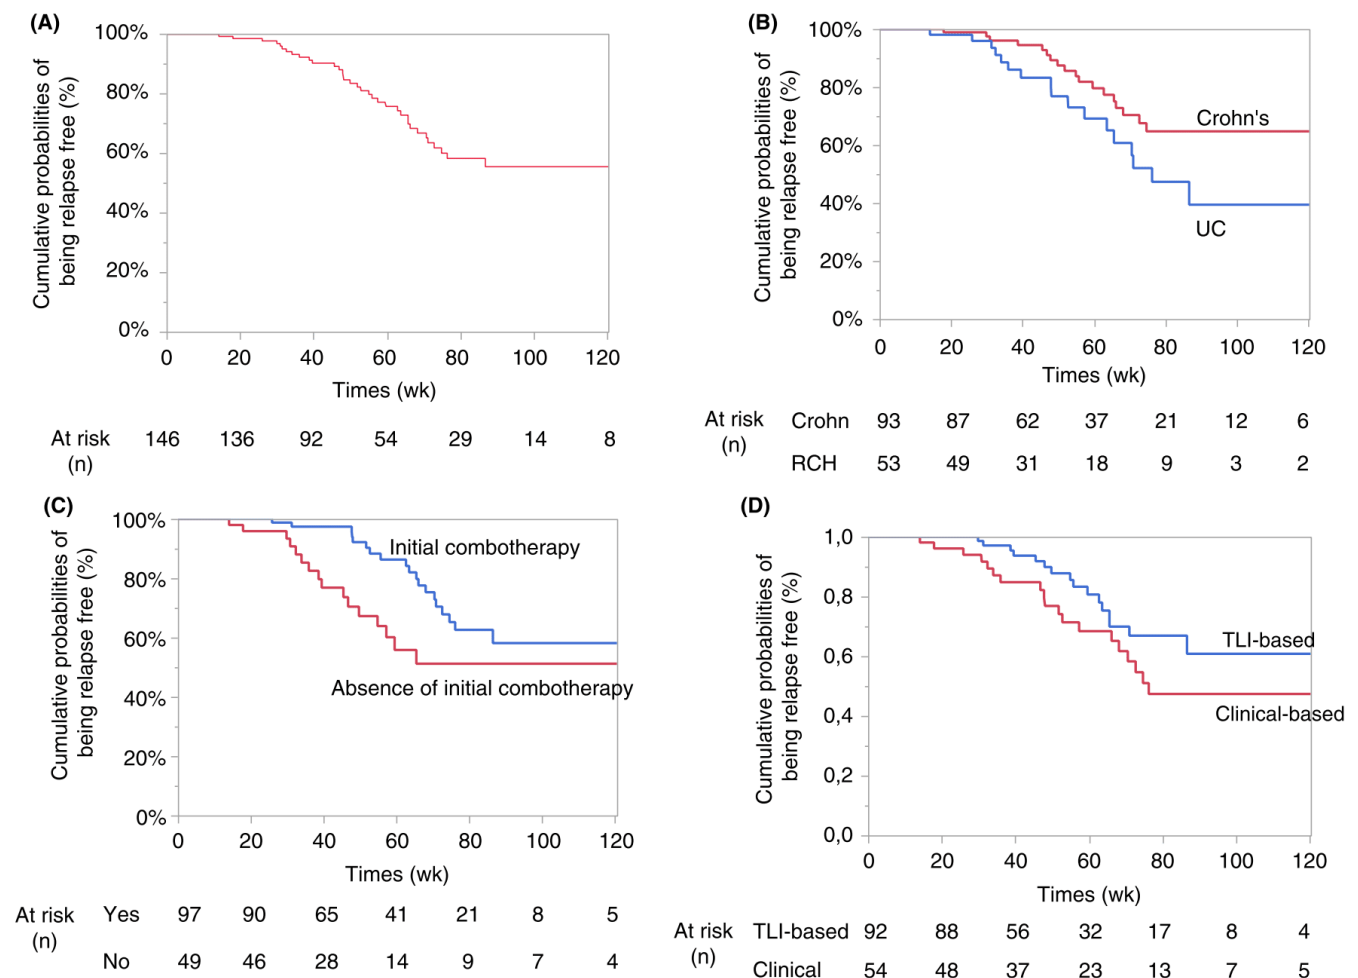 (A)
Cumulative probabilities of
being relapse free (%)
100%
80%
60%
40%
20%
0%
0 20 40 60 80 100 120
Times (wk)
At risk 146 136 92 54 29 14 8
(n)
(B)
Cumulative probabilities of
being relapse free (%)
100%
80%
60%
40%
20%
0%
Crohn's
UC
0 20 40 60 80 100 120
Times (wk)
At risk Crohn 93 87 62 37 21 12 6
(n)
RCH 53 49 31 18 9 3 2
(C)
Cumulative probabilities of
being relapse free (%)
100%
80%
60%
40%
20%
0%
Initial combotherapy
Absence of initial combotherapy
0 20 40 60 80 100 120
Times (wk)
At risk Yes 97 90 65 41 21 8 5
(n)
No 49 46 28 14 9 7 4
(D)
Cumulative probabilities of
being relapse free (%)
1,0
0,8
0,6
0,4
0,2
0,0
TLI-based
Clinical-based
0 20 40 60 80 100 120
Times (wk)
At risk TLI-based 92 88 56 32 17 8 4
(n)
Clinical 54 48 37 23 13 7 5